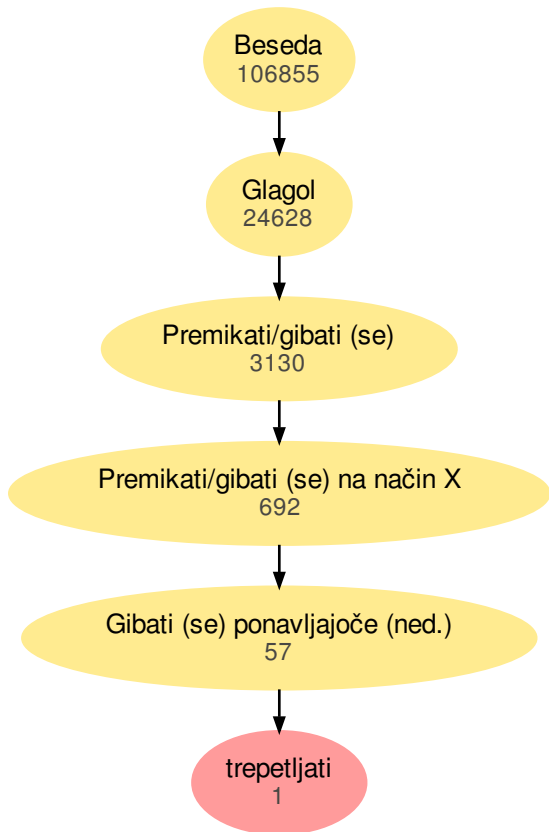 Beseda
106855
Glagol
24628
Premikati/gibati (se)
3130
Premikati/gibati (se) na način X
692
Gibati (se) ponavljajoče (ned.)
57
trepetljati
1